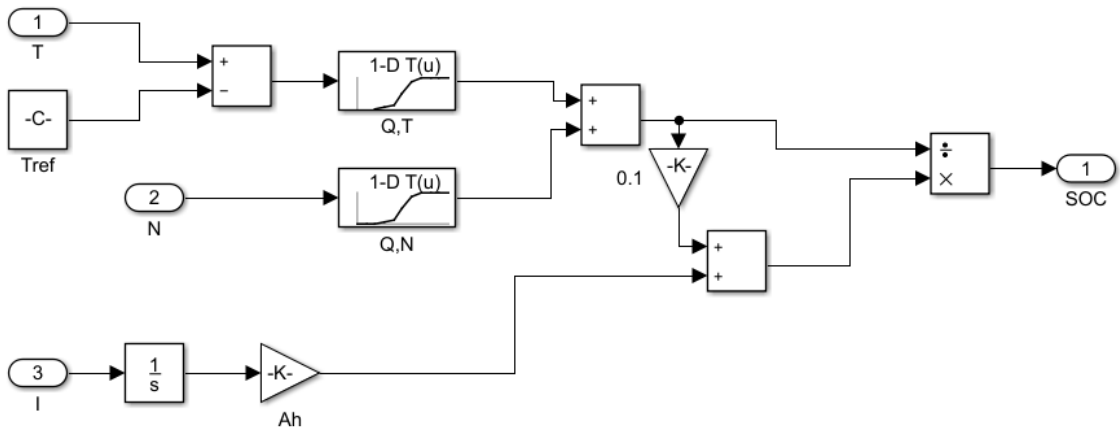 1
T
-C-
Tref
+
−
1-D T(u)
Q,T
2
N
1-D T(u)
Q,N
+
+
-K-
0.1
+
+
÷
×
1
SOC
3
I
1
s
-K-
Ah